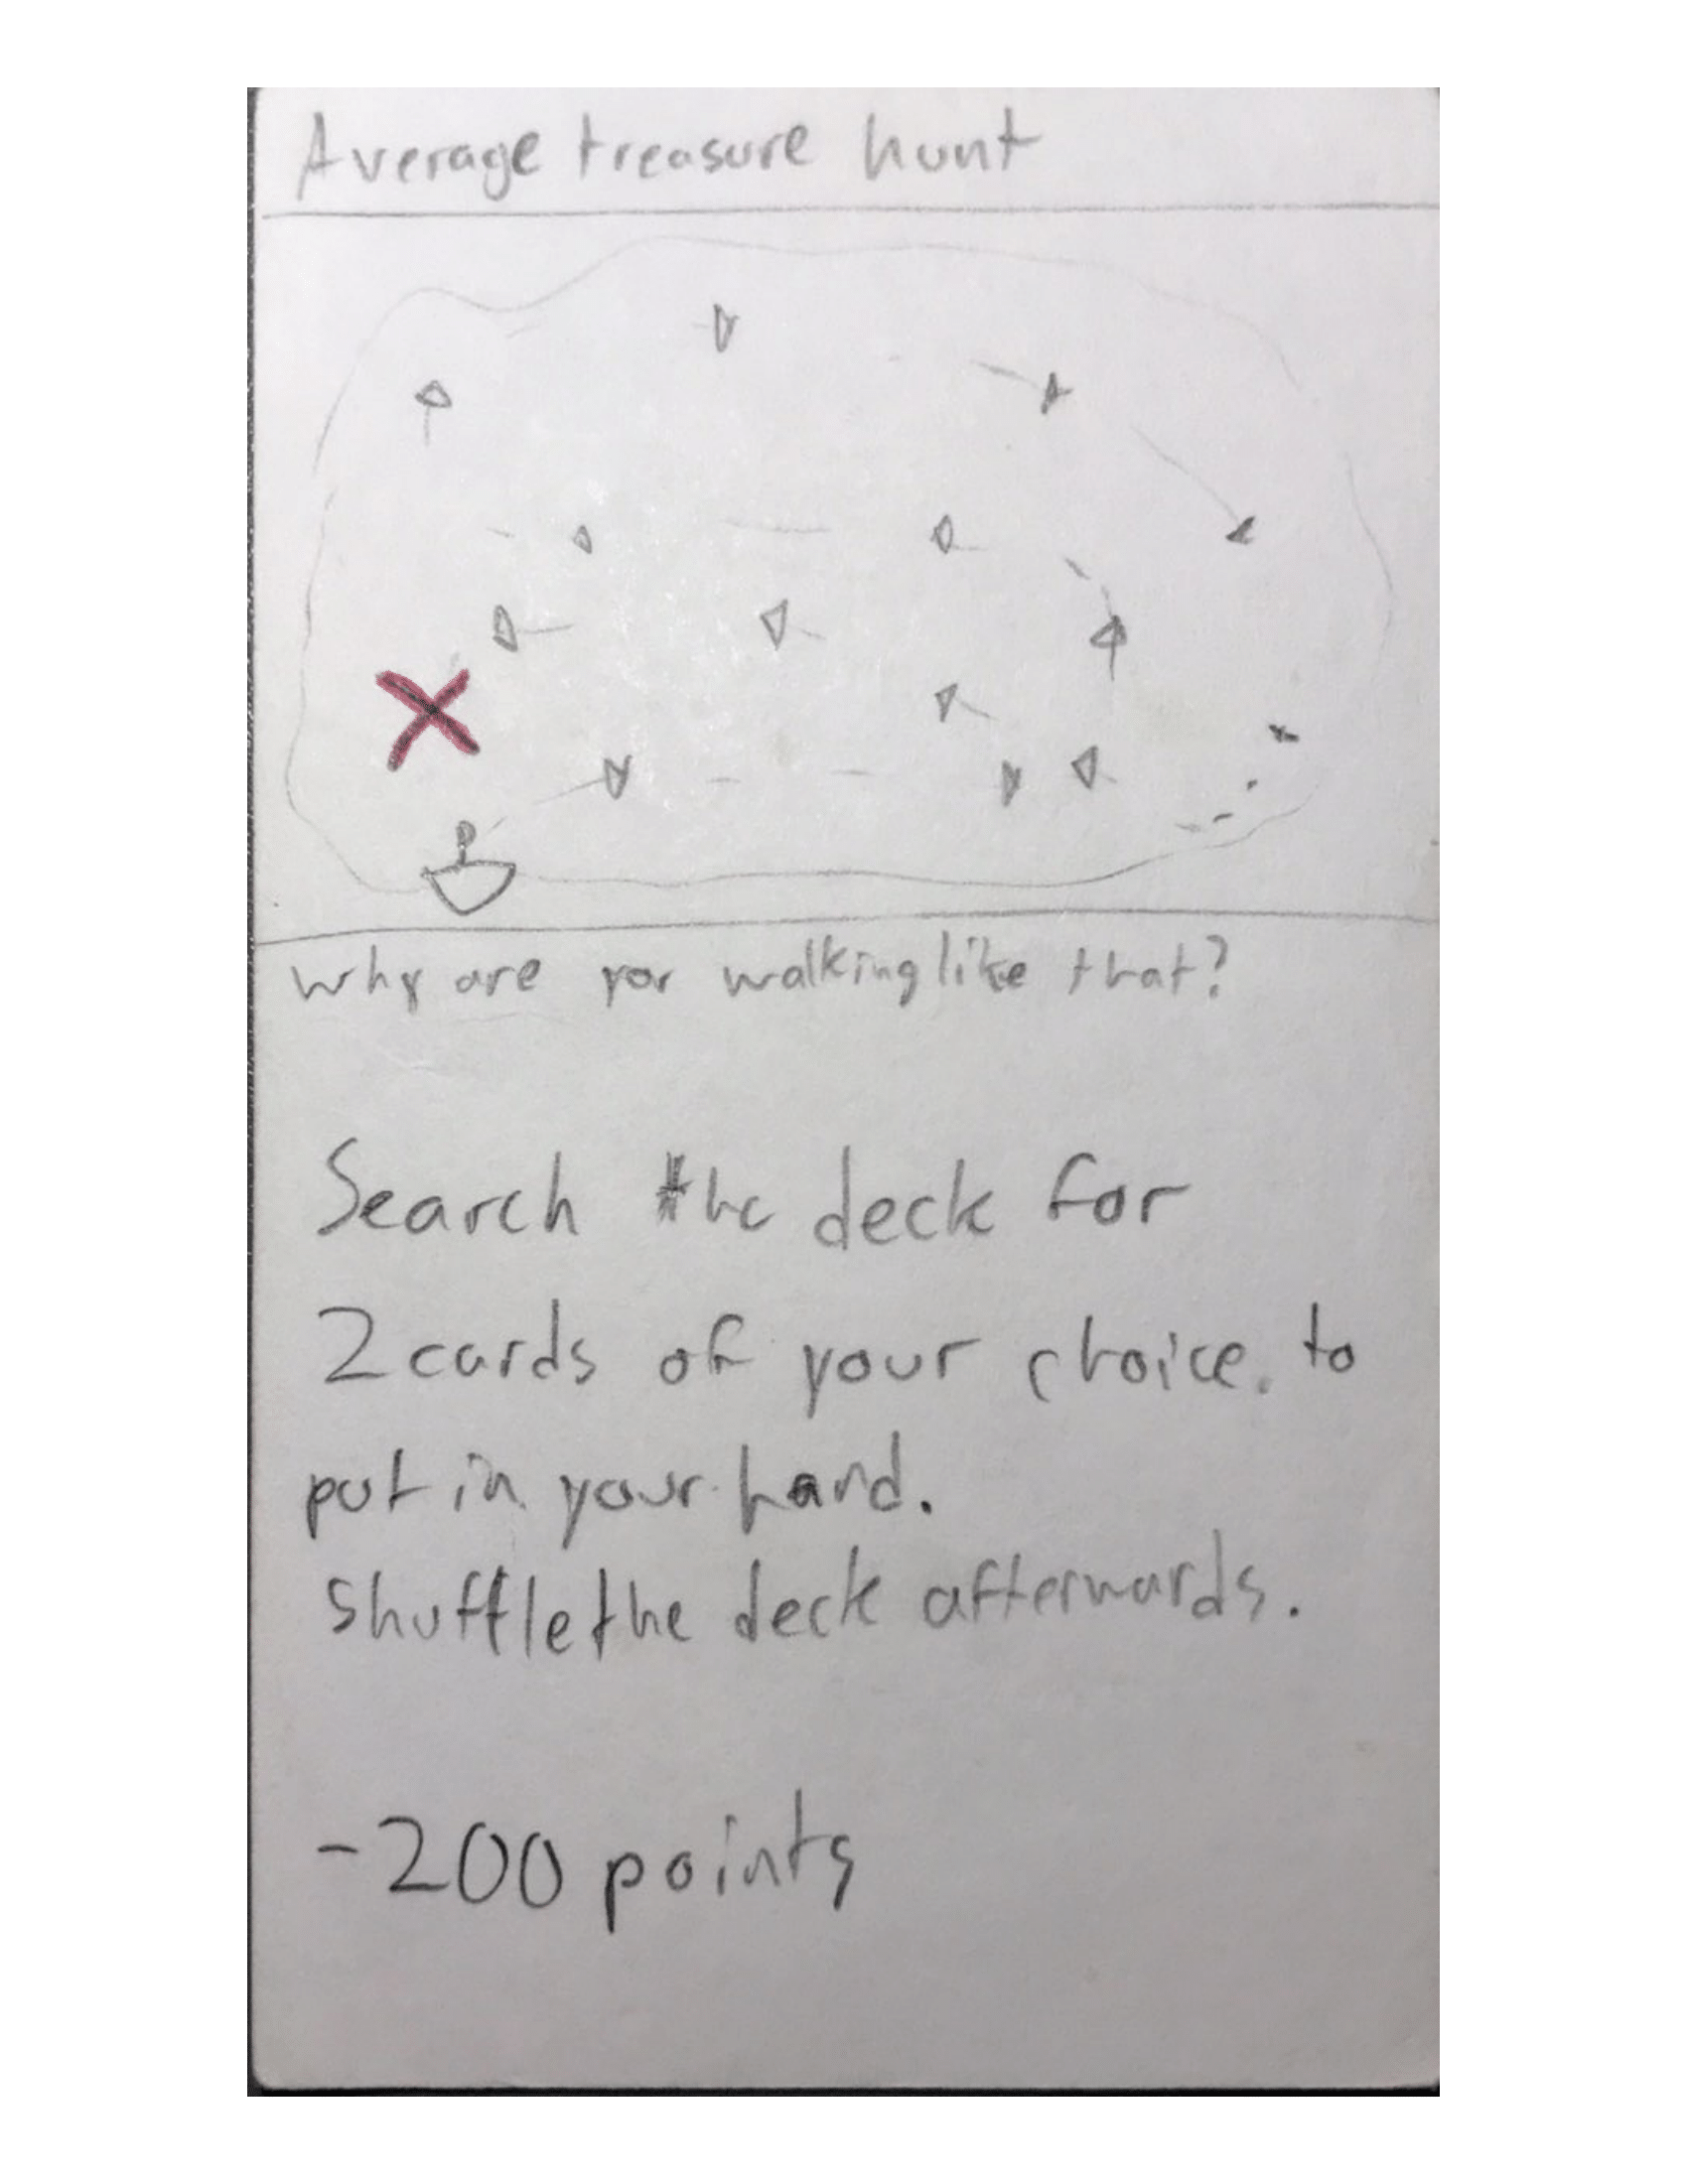 Average treasure hunt
why are you walking like that?
Search the deck for
2 cards of your choice. to
put in your hand.
Shuffle the deck afterwards.
-200 points